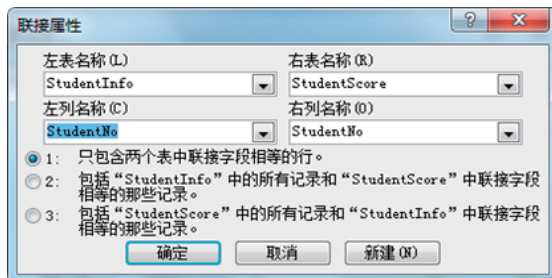 联接属性
左表名称(L) 右表名称(R)
StudentInfo StudentScore
左列名称(C) 右列名称(O)
StudentNo StudentNo
1: 只包含两个表中联接字段相等的行。
2: 包括“StudentInfo”中的所有记录和“StudentScore”中联接字段
相等的那些记录。
3: 包括“StudentScore”中的所有记录和“StudentInfo”中联接字段
相等的那些记录。
确定 取消 新建(N)